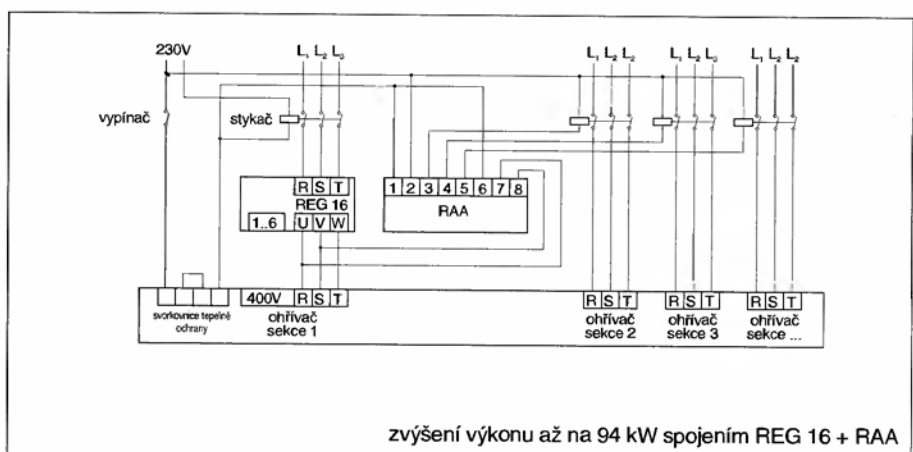 230V
L₁ L₂ L₃
L₁ L₂ L₂
L₁ L₂ L₃
L₁ L₂ L₂
vypínač
stykač
R S T
REG 16
1..6
U V W
1 2 3 4 5 6 7 8
RAA
svorkovnice tepelné
ochrany
400V R S T
ohřívač
sekce 1
R S T
ohřívač
sekce 2
R S T
ohřívač
sekce 3
R S T
ohřívač
sekce ...
zvýšení výkonu až na 94 kW spojením REG 16 + RAA